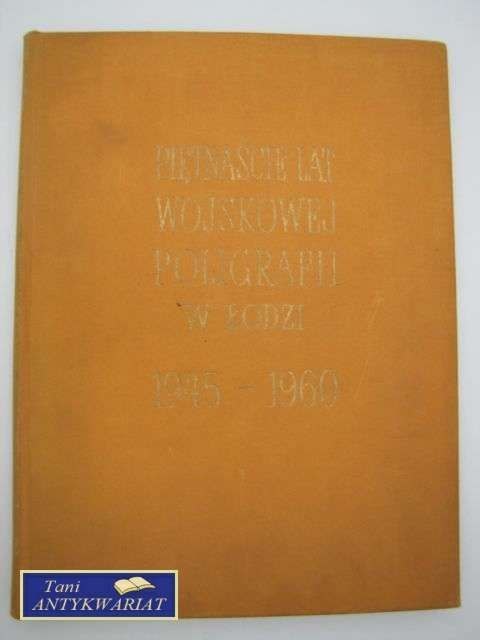 PIĘTNAŚCIE LAT
WOJSKOWEJ
POLIGRAFII
W ŁODZI
1945 - 1960
Tani
ANTYKWARIAT